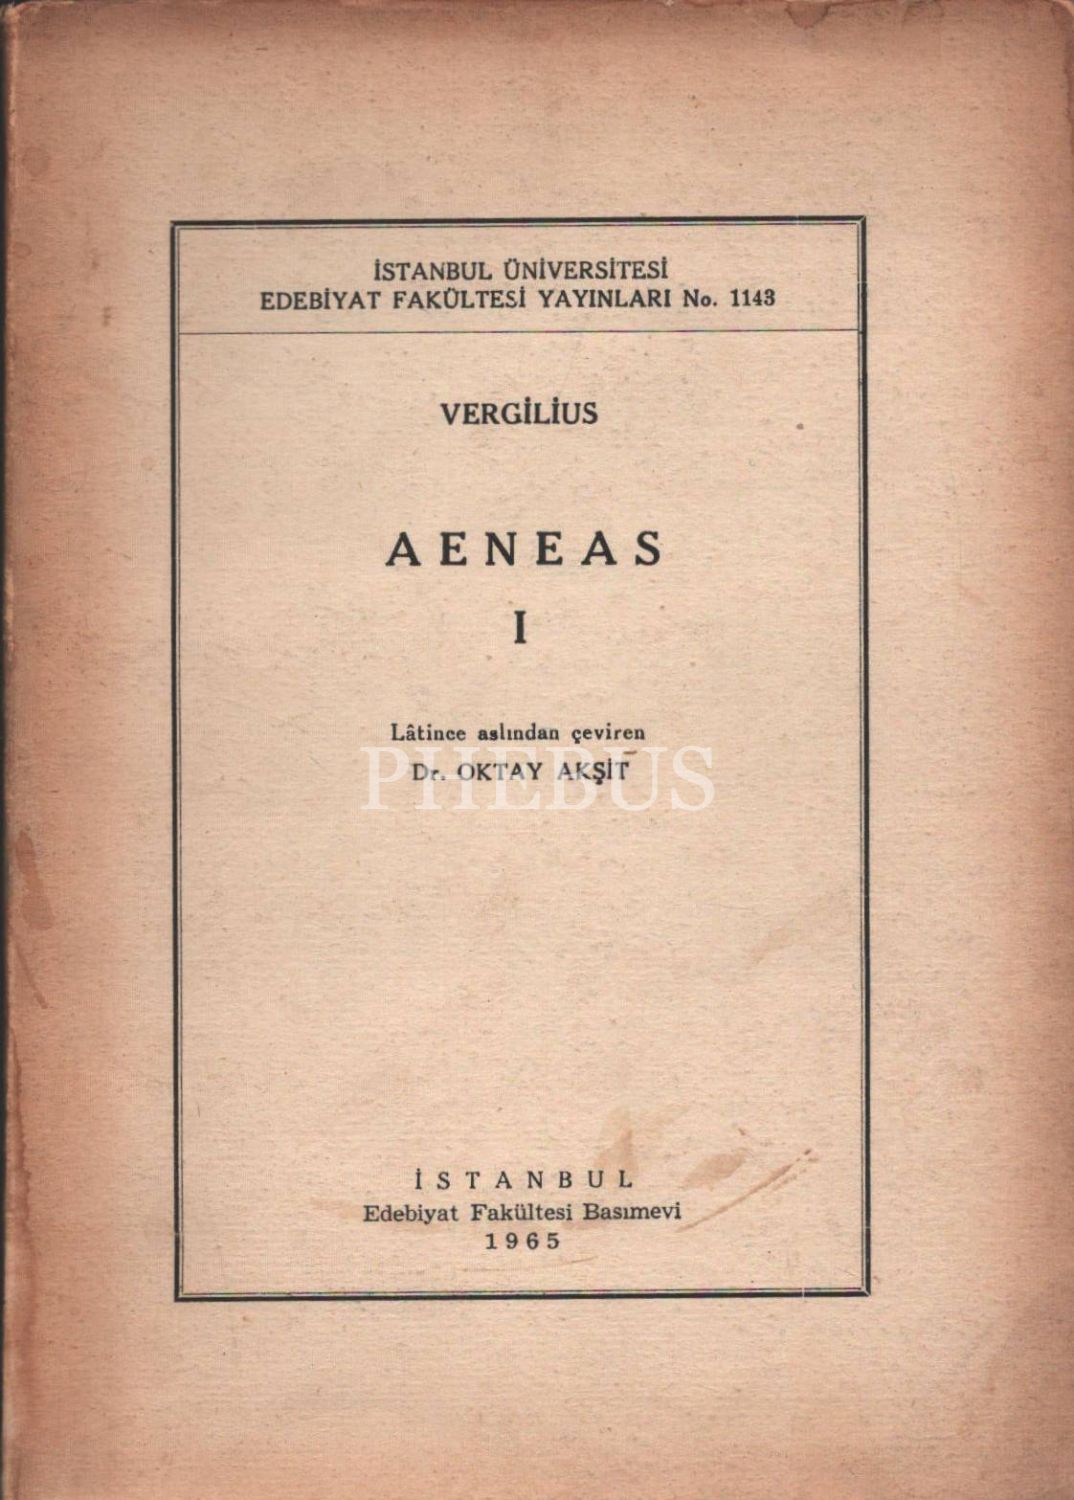 İSTANBUL ÜNİVERSİTESİ
EDEBİYAT FAKÜLTESİ YAYINLARI No. 1143
VERGİLİUS
AENEAS
I
Lâtince aslından çeviren
Dr. OKTAY AKŞİT
PHEBUS
İSTANBUL
Edebiyat Fakültesi Basımevi
1965